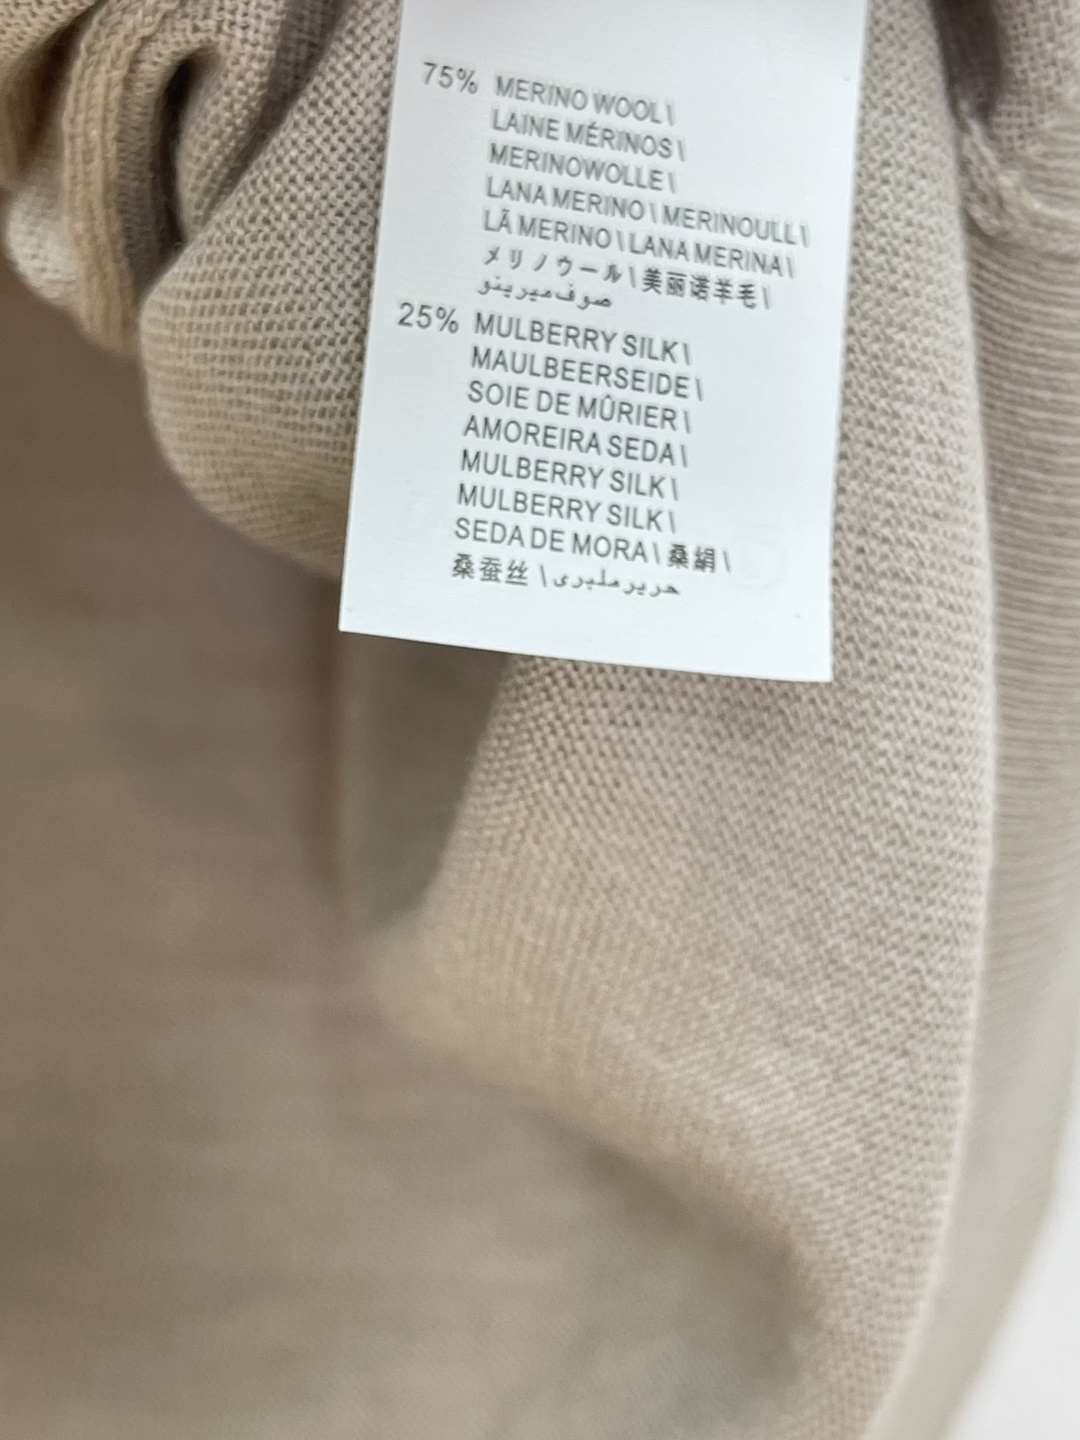 75% MERINO WOOL\
LAINE MÉRINOS\
MERINOWOLLE\
LANA MERINO\MERINOULL\
LÃ MERINO\LANA MERINA\
メリノウール\美丽诺羊毛\
صوف ميرينو
25% MULBERRY SILK\
MAULBEERSEIDE\
SOIE DE MÛRIER\
AMOREIRA SEDA\
MULBERRY SILK\
MULBERRY SILK\
SEDA DE MORA\桑絹\
桑蚕丝\حرير ملبري